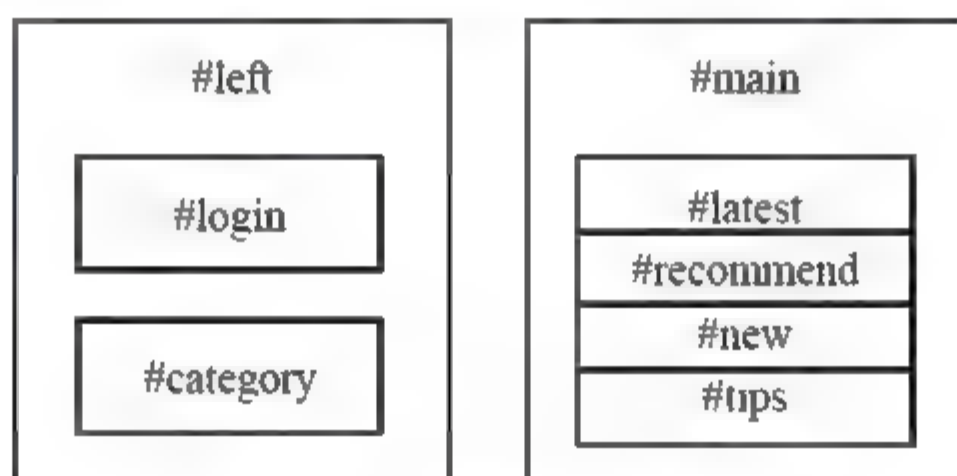 #left
#login
#category
#main
#latest
#recommend
#new
#tips